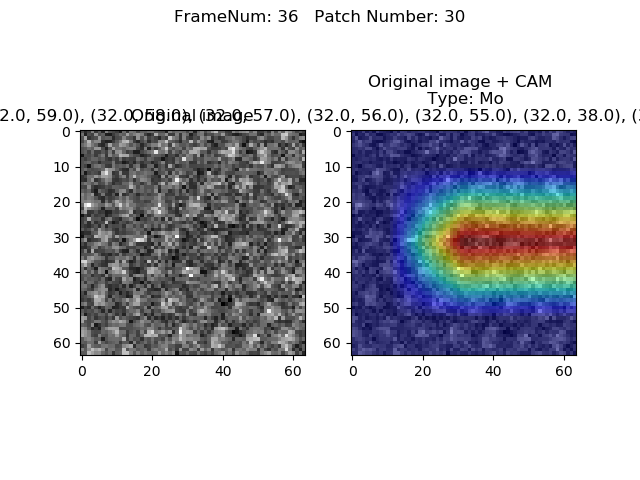 FrameNum: 36   Patch Number: 30
Original image + CAM
Type: Mo
2.0, 59.0), (32.0, 58.0), (32.0, 57.0), (32.0, 56.0), (32.0, 55.0), (32.0, 38.0), (3
Original image
0
10
20
30
40
50
60
0 20 40 60
0
10
20
30
40
50
60
0 20 40 60